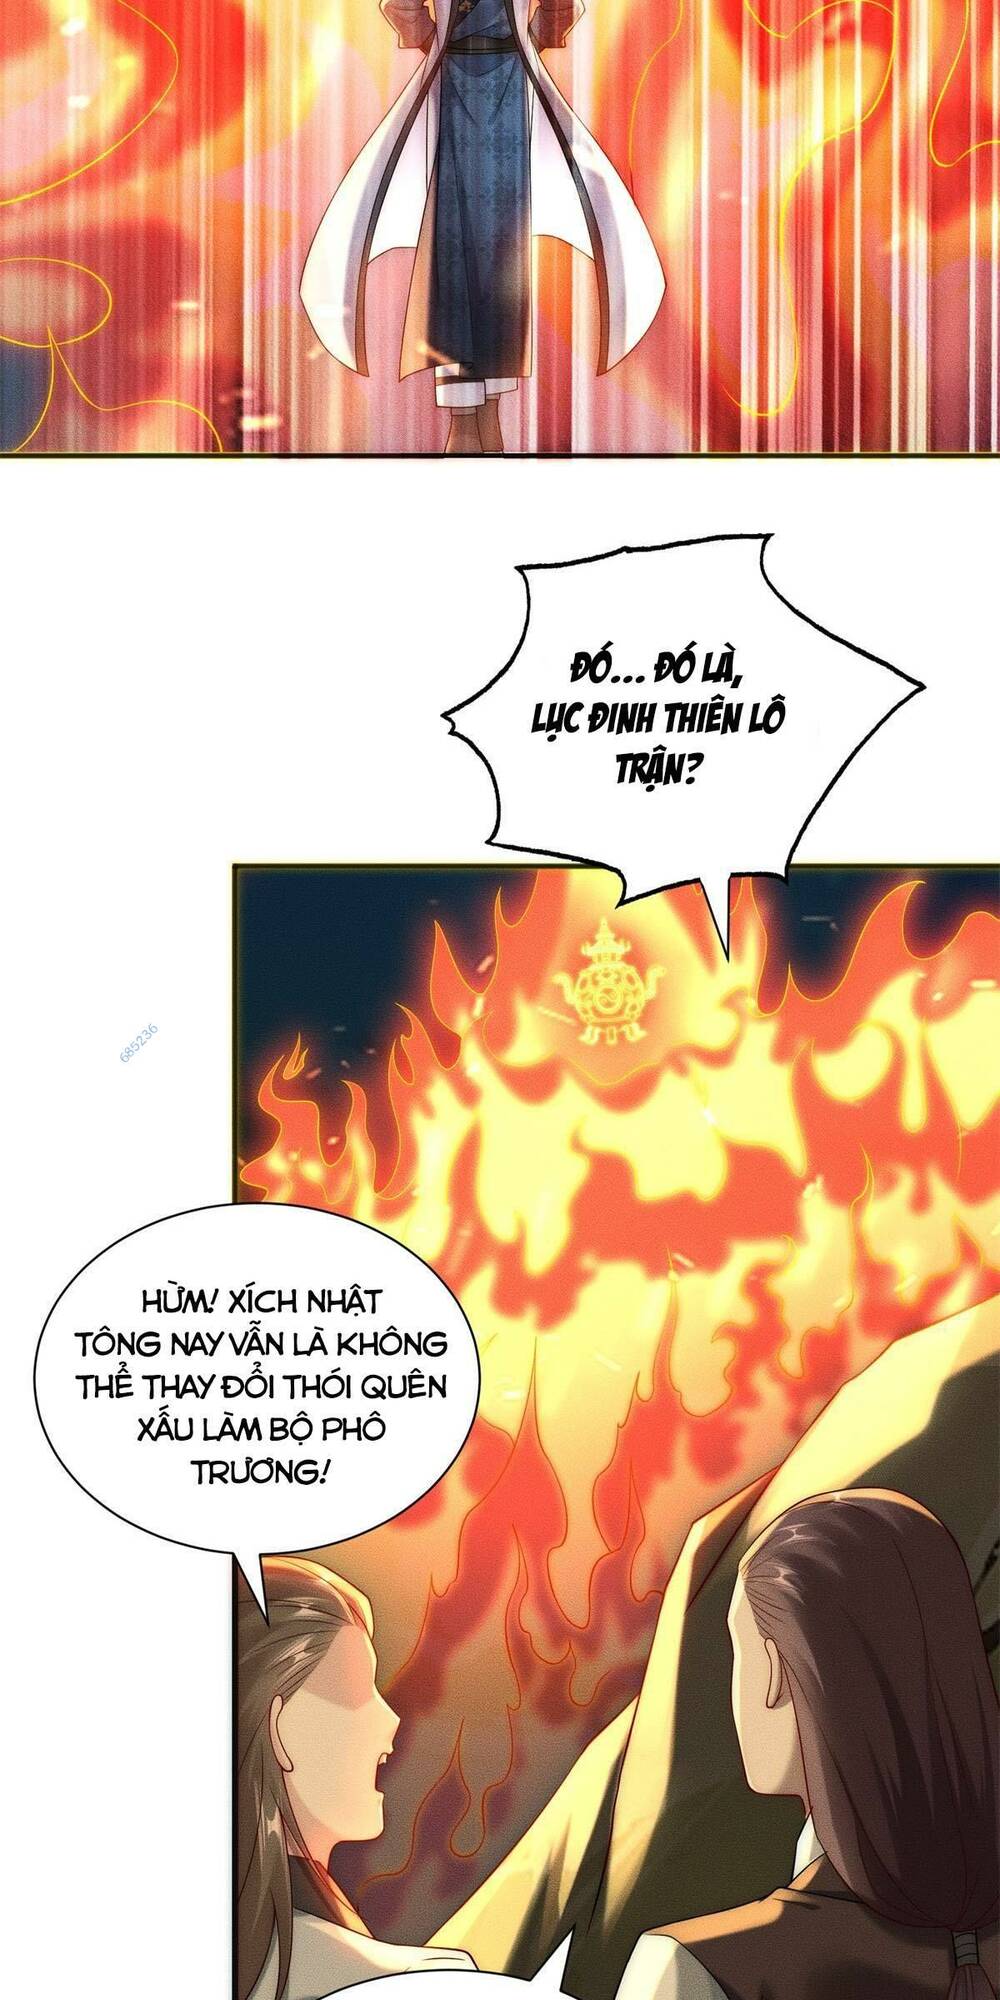 ĐÓ... ĐÓ LÀ,
LỤC ĐINH THIÊN LÔ
TRẬN?
685236
HỪM! XÍCH NHẬT
TÔNG NAY VẪN LÀ KHÔNG
THỂ THAY ĐỔI THÓI QUÊN
XẤU LÀM BỘ PHÔ
TRƯƠNG!